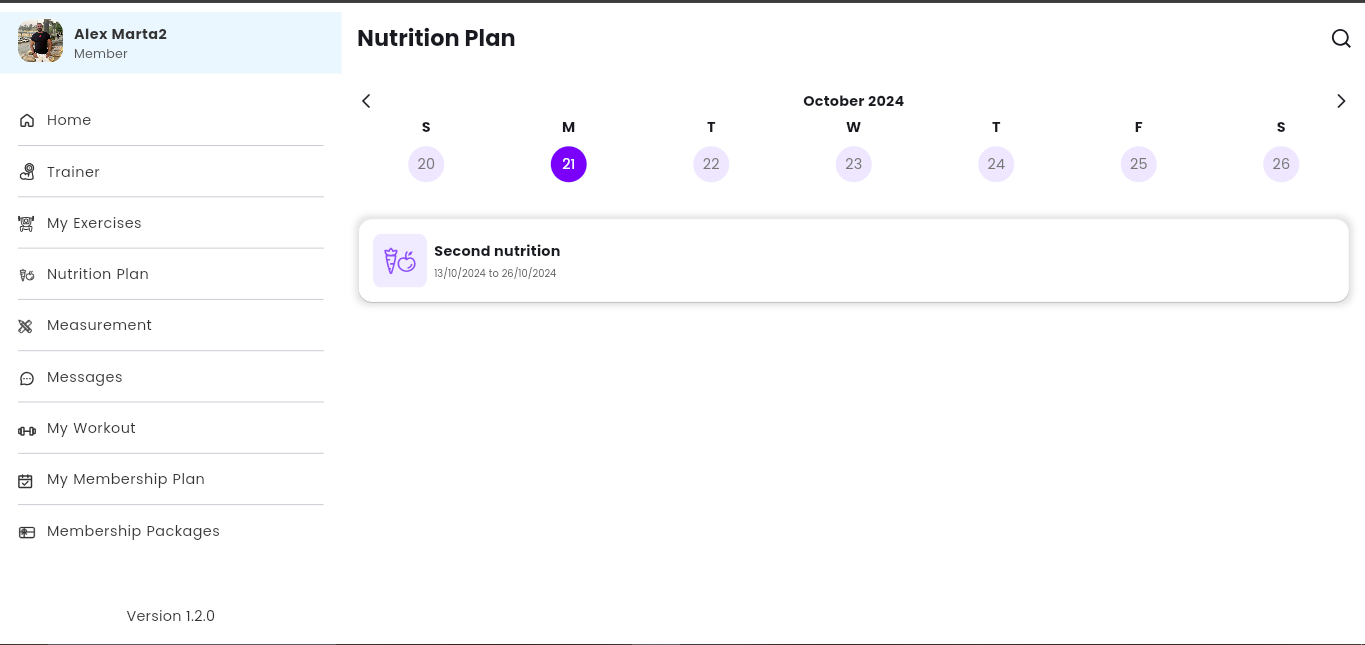 Alex Marta2
Member
Home
Trainer
My Exercises
Nutrition Plan
Measurement
Messages
My Workout
My Membership Plan
Membership Packages
Version 1.2.0
Nutrition Plan
October 2024
S M T W T F S
20 21 22 23 24 25 26
Second nutrition
13/10/2024 to 26/10/2024